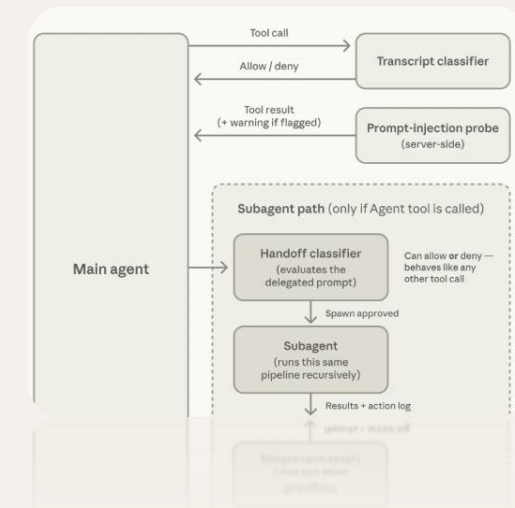 Tool call
Transcript classifier
Allow / deny
Tool result
(+ warning if flagged)
Prompt-injection probe
(server-side)
Subagent path (only if Agent tool is called)
Main agent
Handoff classifier
(evaluates the
delegated prompt)
Can allow or deny —
behaves like any
other tool call
Spawn approved
Subagent
(runs this same
pipeline recursively)
Results + action log